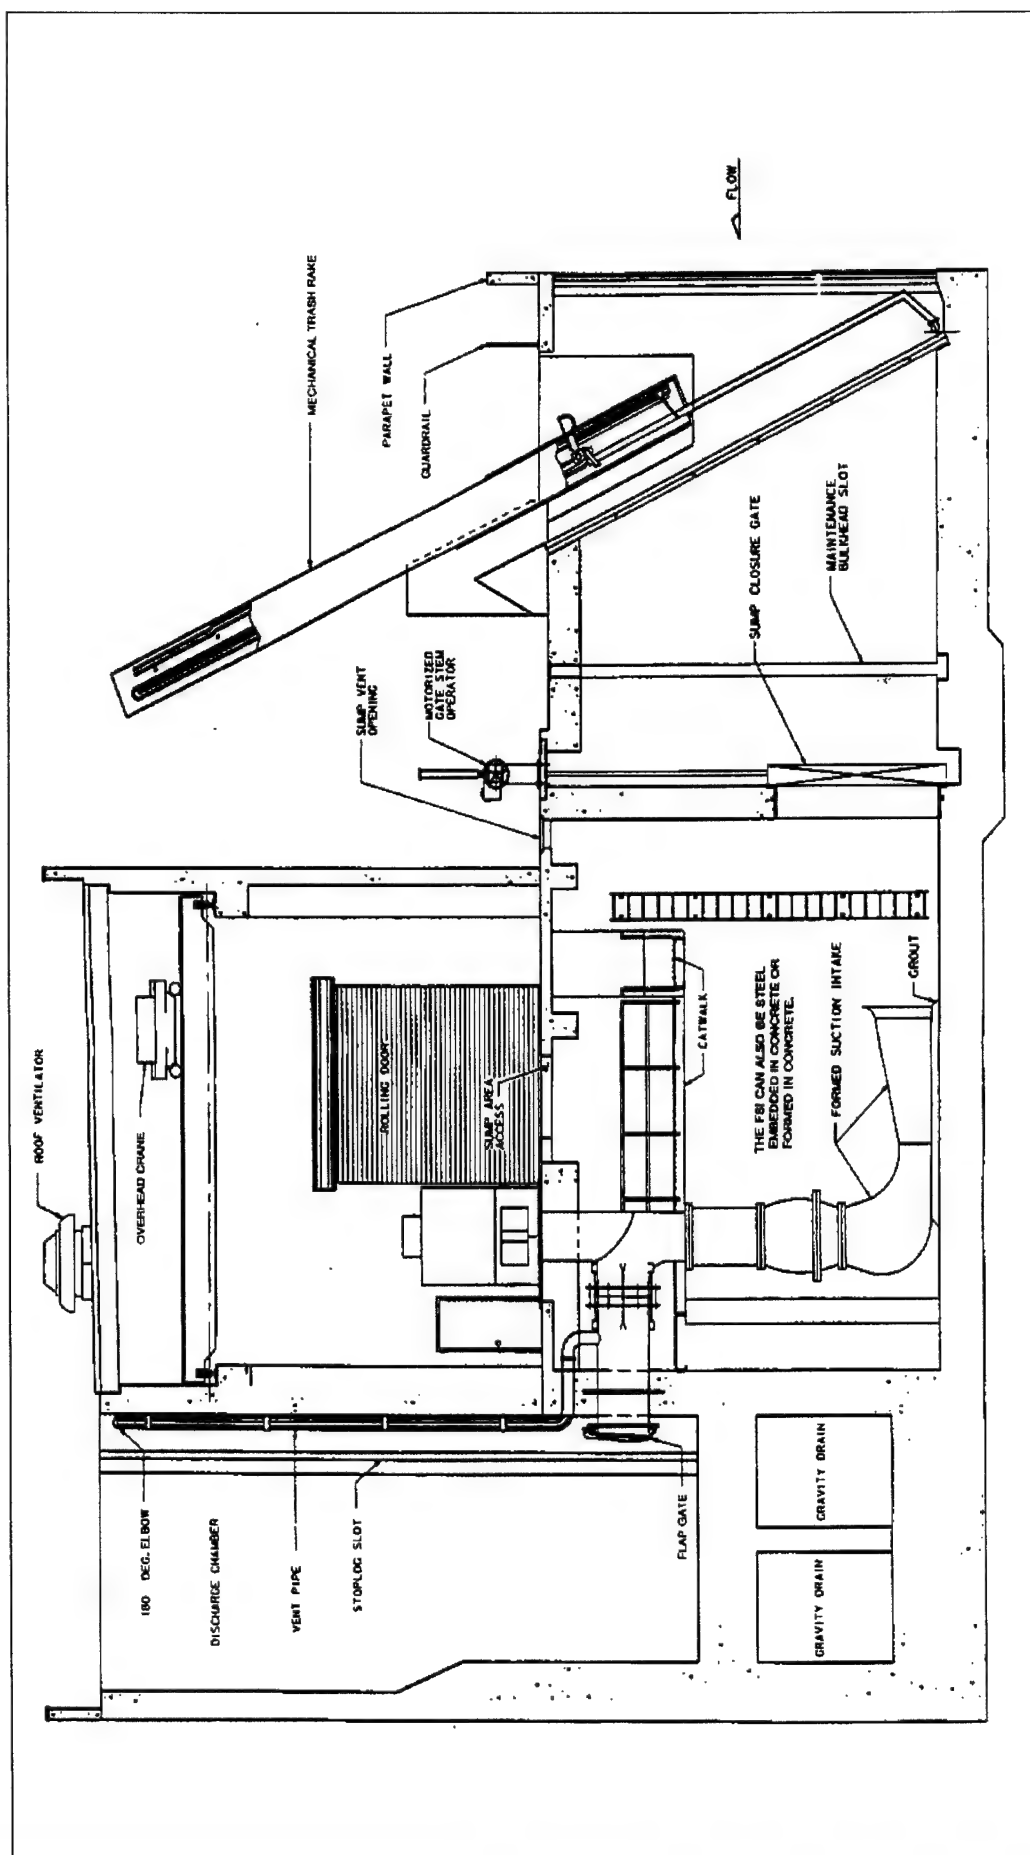 ROOF VENTILATOR
OVERHEAD CRANE
MECHANICAL TRASH RAKE
PARAPET WALL
GUARDRAIL
FLOW
SUMP VENT
OPENING
MOTORIZED
GATE STEM
OPERATOR
SUMP CLOSURE GATE
MAINTENANCE
BULKHEAD SLOT
ROLLING DOOR
SUMP AREA
ACCESS
CATWALK
THE FSI CAN ALSO BE STEEL
EMBEDDED IN CONCRETE OR
FORMED IN CONCRETE.
FORMED SUCTION INTAKE
GROUT
180 DEG. ELBOW
DISCHARGE CHAMBER
VENT PIPE
STOPLOG SLOT
FLAP GATE
GRAVITY DRAIN
GRAVITY DRAIN